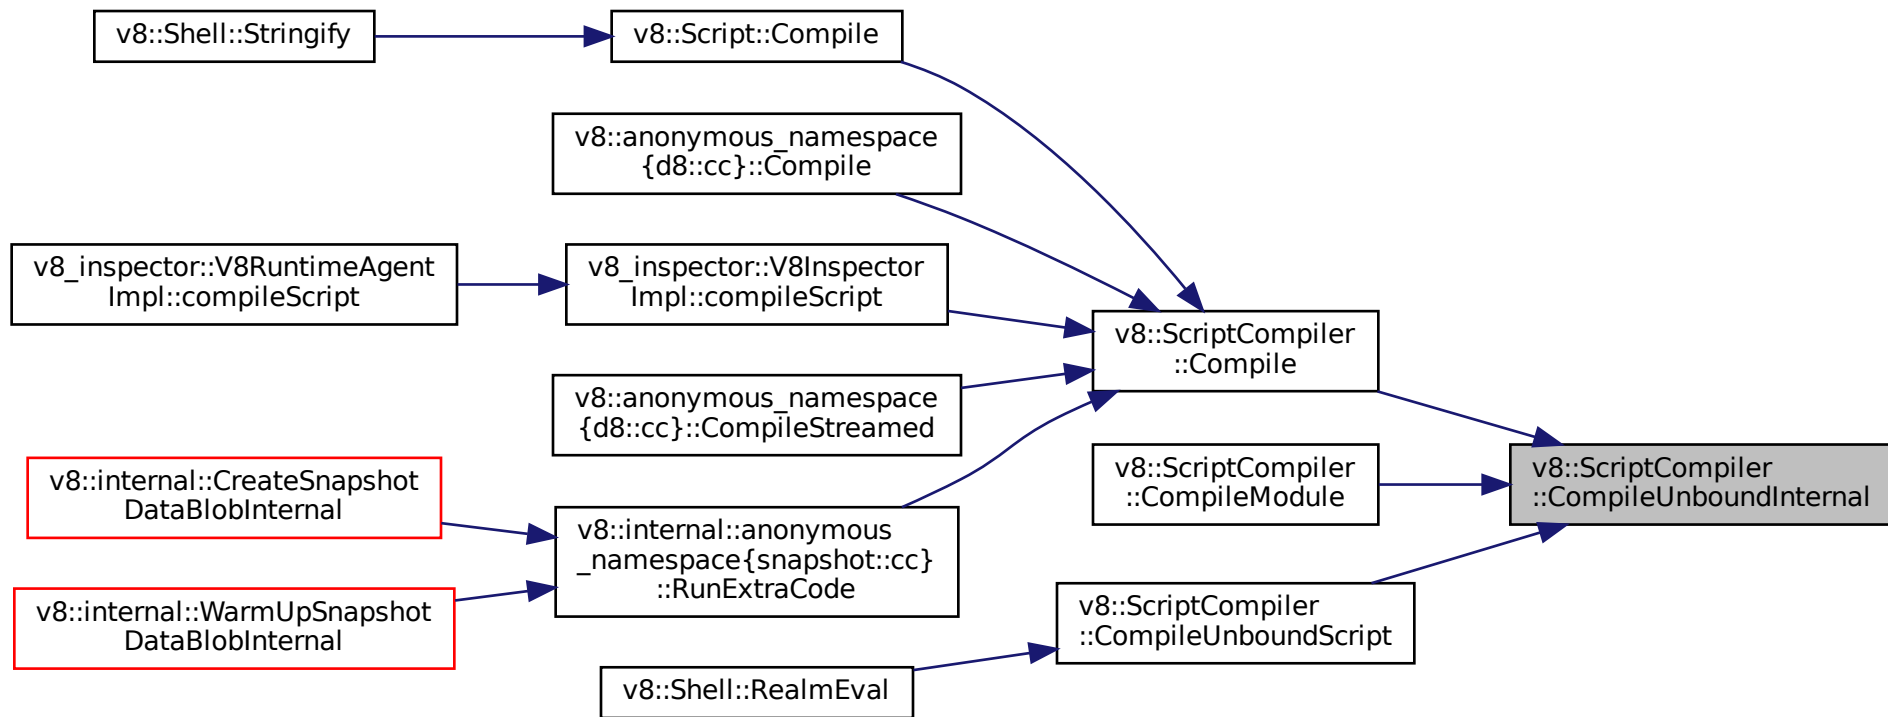 v8::Shell::Stringify
v8::Script::Compile
v8::anonymous_namespace
{d8::cc}::Compile
v8_inspector::V8RuntimeAgent
Impl::compileScript
v8_inspector::V8Inspector
Impl::compileScript
v8::ScriptCompiler
::Compile
v8::anonymous_namespace
{d8::cc}::CompileStreamed
v8::ScriptCompiler
::CompileModule
v8::ScriptCompiler
::CompileUnboundInternal
v8::internal::CreateSnapshot
DataBlobInternal
v8::internal::anonymous
_namespace{snapshot::cc}
::RunExtraCode
v8::internal::WarmUpSnapshot
DataBlobInternal
v8::ScriptCompiler
::CompileUnboundScript
v8::Shell::RealmEval